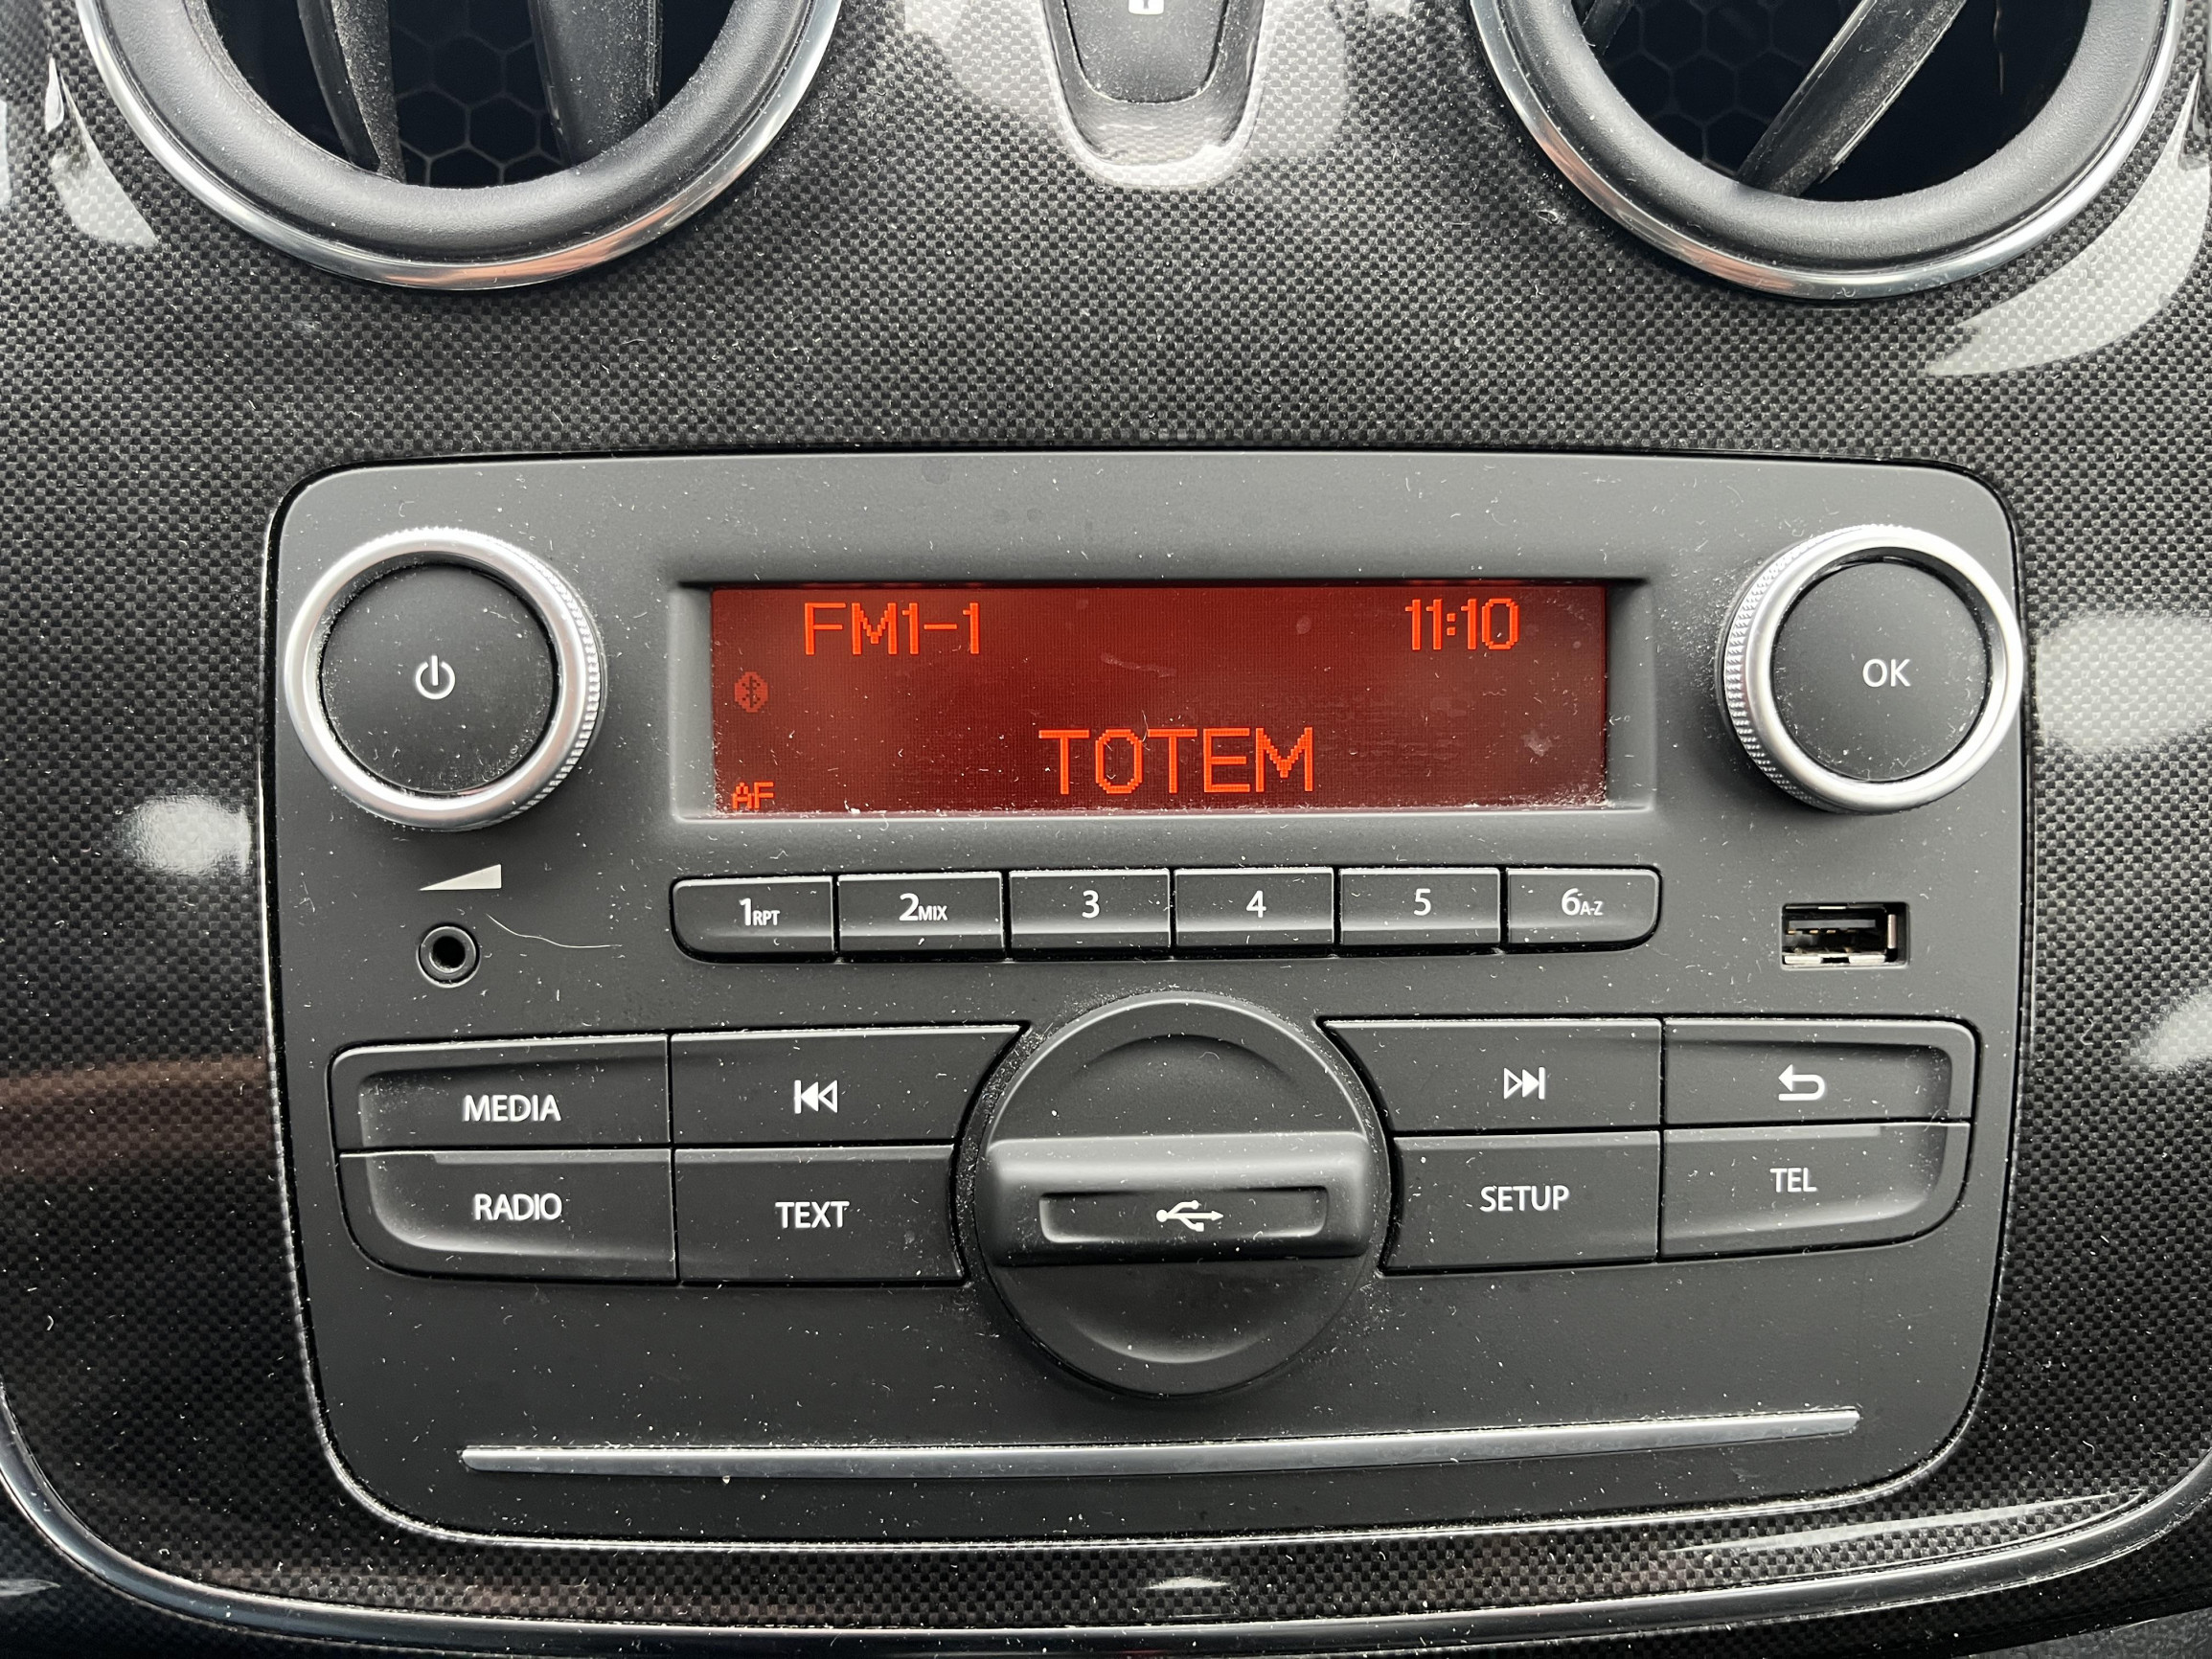 FM1-1 11:10
TOTEM
AF
OK
1RPT 2MIX 3 4 5 6A-Z
MEDIA
RADIO TEXT SETUP TEL